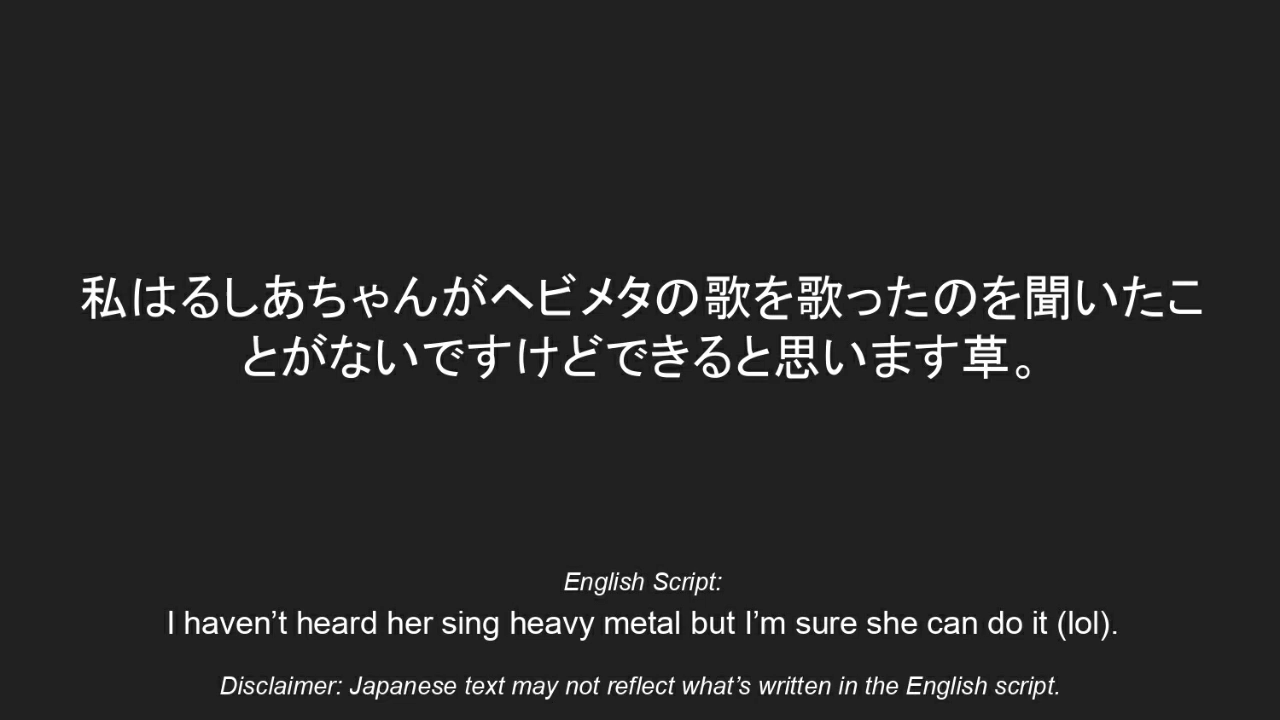 私はるしあちゃんがヘビメタの歌を歌ったのを聞いたこ
とがないですけどできると思います草。
English Script:
I haven’t heard her sing heavy metal but I’m sure she can do it (lol).
Disclaimer: Japanese text may not reflect what’s written in the English script.